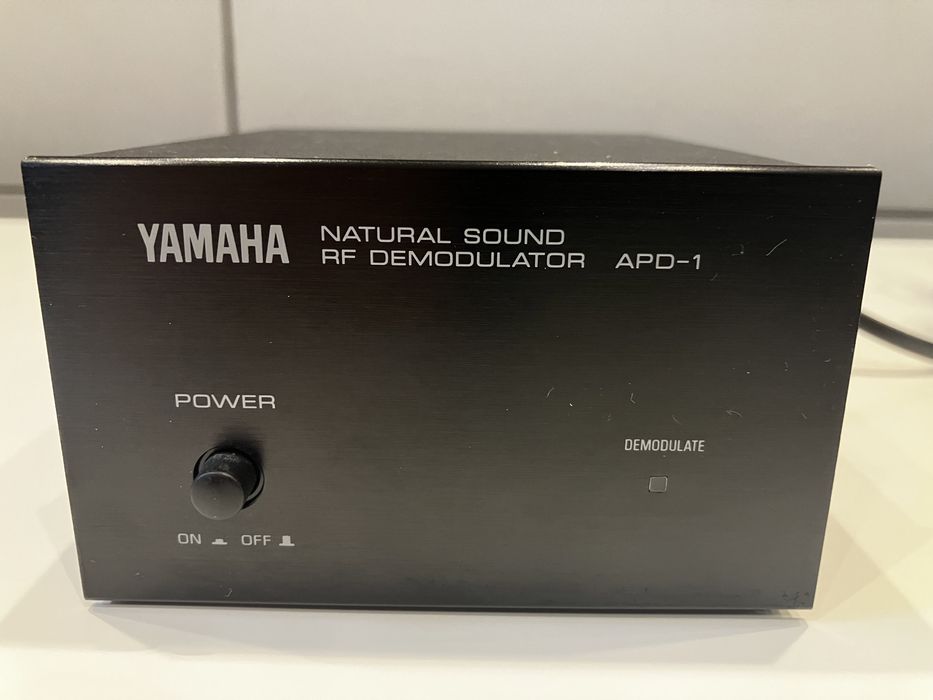 YAMAHA
NATURAL SOUND
RF DEMODULATOR APD-1
POWER
DEMODULATE
ON OFF